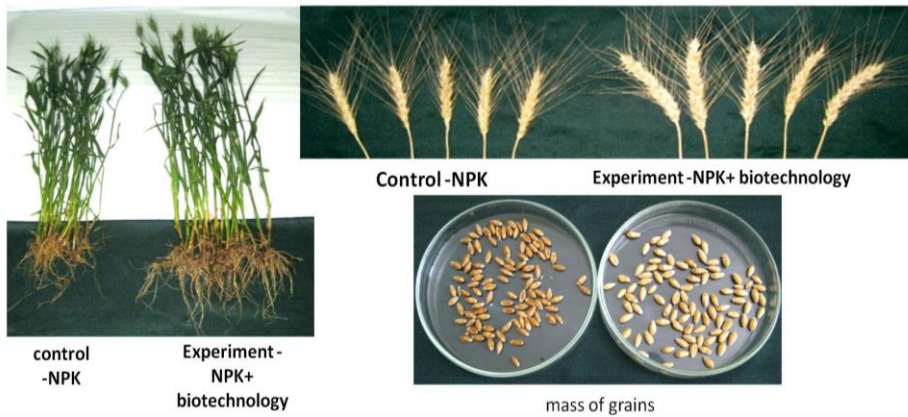 Control -NPK
Experiment -NPK+ biotechnology
control
-NPK
Experiment -
NPK+
biotechnology
mass of grains